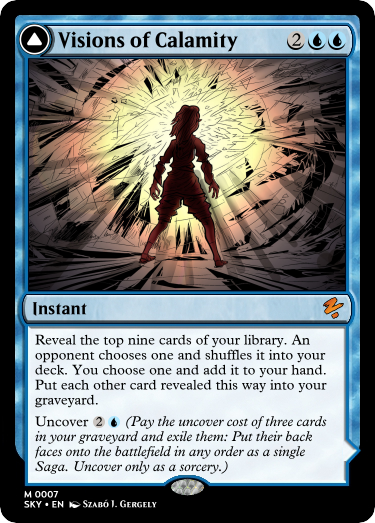 Visions of Calamity 2
Instant
Reveal the top nine cards of your library. An
opponent chooses one and shuffles it into your
deck. You choose one and add it to your hand.
Put each other card revealed this way into your
graveyard.
Uncover 2 (Pay the uncover cost of three cards
in your graveyard and exile them: Put their back
faces onto the battlefield in any order as a single
Saga. Uncover only as a sorcery.)
M 0007
SKY • EN Szabó J. Gergely